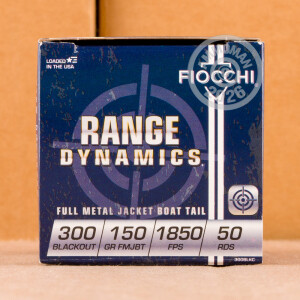 LOADED
IN THE USA
FIOCCHI
RANGE
DYNAMICS
FULL METAL JACKET BOAT TAIL
300 150 1850 50
BLACKOUT GR FMJBT FPS RDS